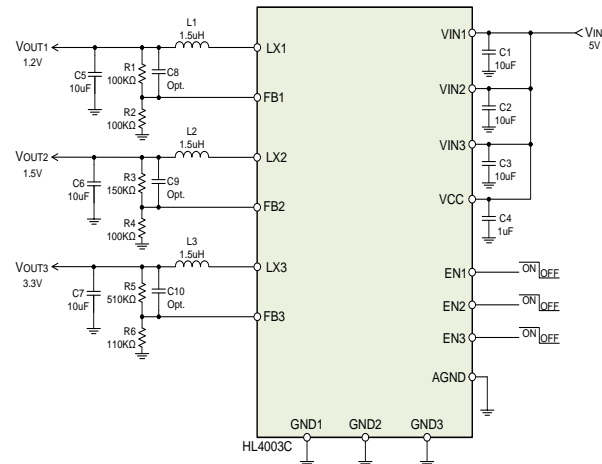 L1
1.5uH
VOUT1
1.2V
LX1
R1
100KΩ
C8
Opt.
C5
10uF
FB1
R2
100KΩ
L2
1.5uH
VOUT2
1.5V
LX2
R3
150KΩ
C9
Opt.
C6
10uF
FB2
R4
100KΩ
L3
1.5uH
VOUT3
3.3V
LX3
R5
510KΩ
C10
Opt.
C7
10uF
FB3
R6
110KΩ
VIN1
VIN
5V
C1
10uF
VIN2
C2
10uF
VIN3
C3
10uF
VCC
C4
1uF
EN1
ON
OFF
EN2
ON
OFF
EN3
ON
OFF
AGND
GND1
GND2
GND3
HL4003C